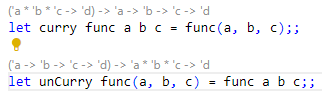 ('a * 'b * 'c -> 'd) -> 'a -> 'b -> 'c -> 'd
let curry func a b c = func(a, b, c);;
('a -> 'b -> 'c -> 'd) -> 'a * 'b * 'c -> 'd
let unCurry func(a, b, c) = func a b c;;